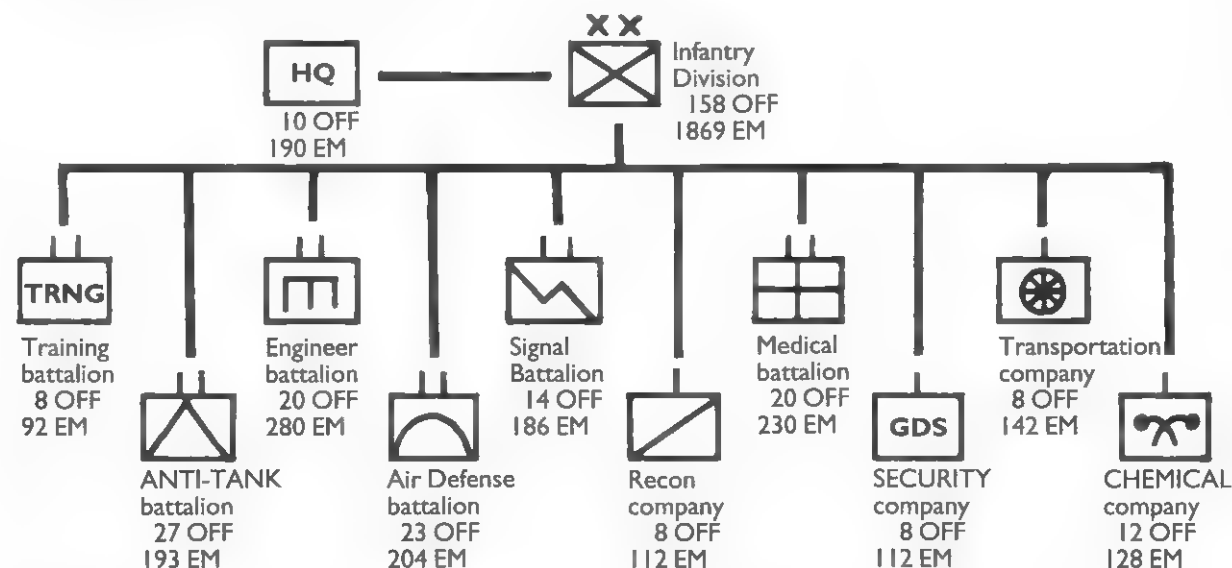 X X
HQ
10 OFF
190 EM
Infantry
Division
158 OFF
1869 EM
TRNG
Training
battalion
8 OFF
92 EM
ANTI-TANK
battalion
27 OFF
193 EM
Engineer
battalion
20 OFF
280 EM
Air Defense
battalion
23 OFF
204 EM
Signal
Battalion
14 OFF
186 EM
Recon
company
8 OFF
112 EM
Medical
battalion
20 OFF
230 EM
GDS
SECURITY
company
8 OFF
112 EM
Transportation
company
8 OFF
142 EM
CHEMICAL
company
12 OFF
128 EM